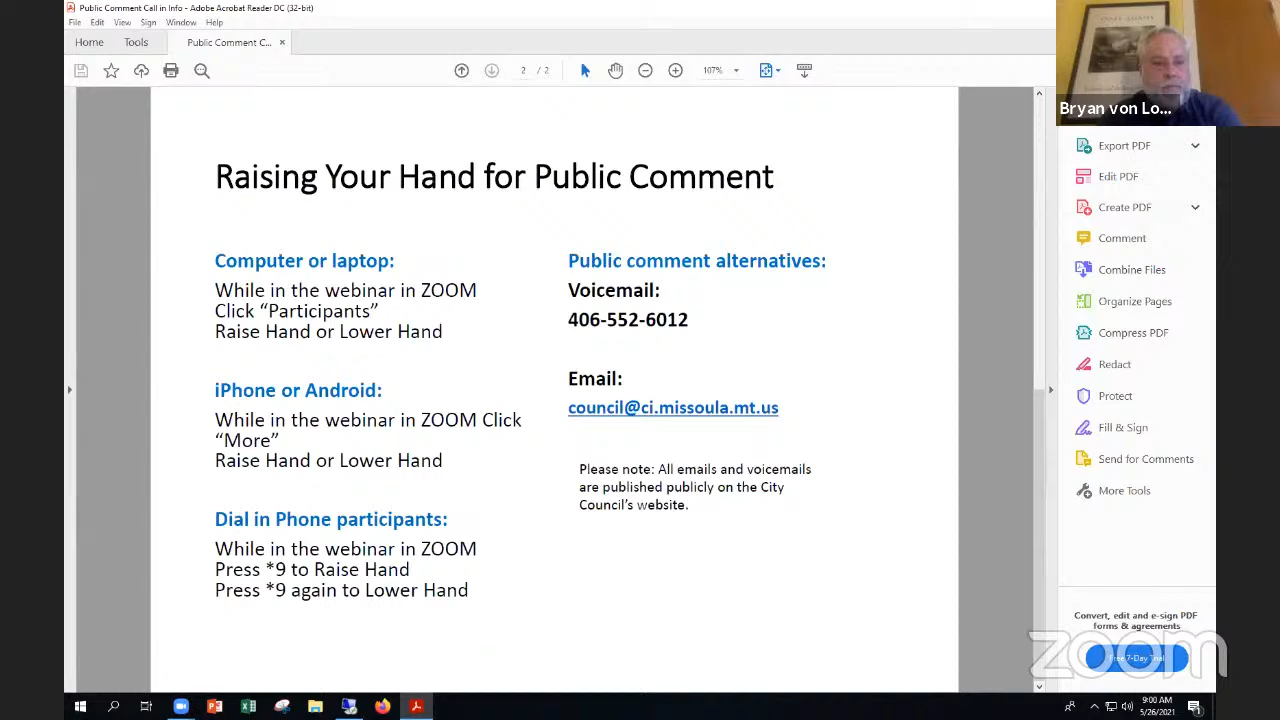 Public Comment Call in Info - Adobe Acrobat Reader DC (32-bit)
File Edit View Sign Window Help
Home Tools Public Comment C... ×
2 / 2 107%
Bryan von Lo...
Raising Your Hand for Public Comment
Computer or laptop:
While in the webinar in ZOOM
Click “Participants”
Raise Hand or Lower Hand
iPhone or Android:
While in the webinar in ZOOM Click
“More”
Raise Hand or Lower Hand
Dial in Phone participants:
While in the webinar in ZOOM
Press *9 to Raise Hand
Press *9 again to Lower Hand
Public comment alternatives:
Voicemail:
406-552-6012
Email:
council@ci.missoula.mt.us
Please note: All emails and voicemails
are published publicly on the City
Council’s website.
Export PDF
Edit PDF
Create PDF
Comment
Combine Files
Organize Pages
Compress PDF
Redact
Protect
Fill & Sign
Send for Comments
More Tools
Convert, edit and e-sign PDF
forms & agreements
Free 7-Day Trial
zoom
9:00 AM
5/26/2021